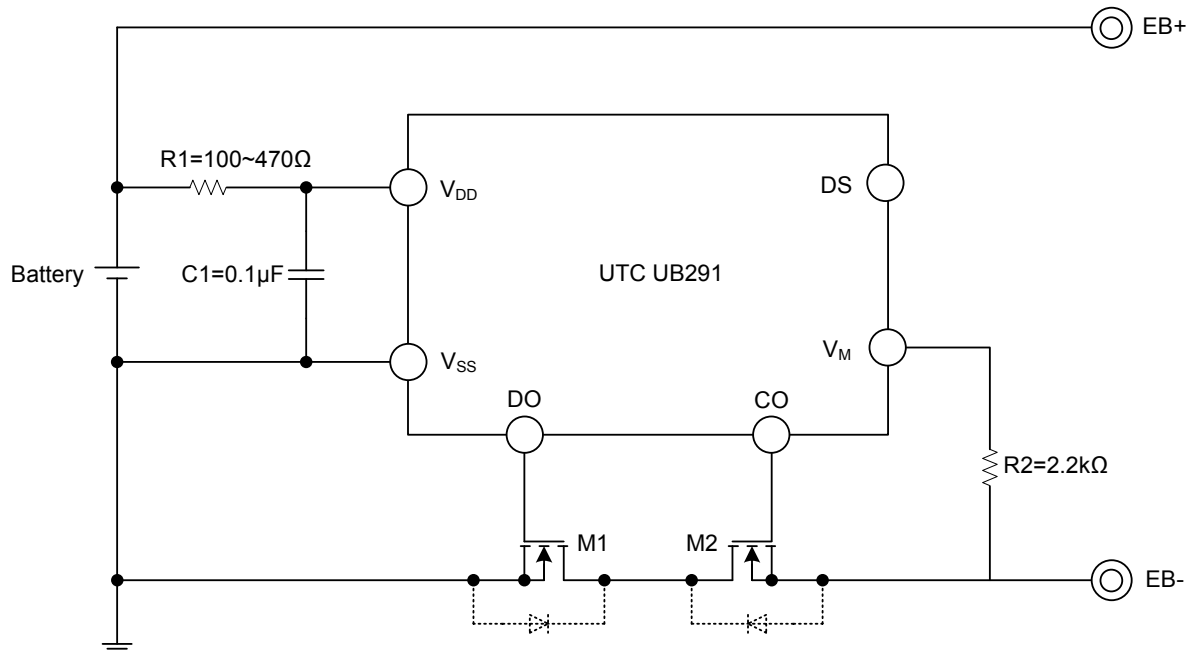 EB+
R1=100~470Ω
VDD
DS
Battery
C1=0.1μF
UTC UB291
VM
VSS
DO
CO
R2=2.2kΩ
M1
M2
EB-